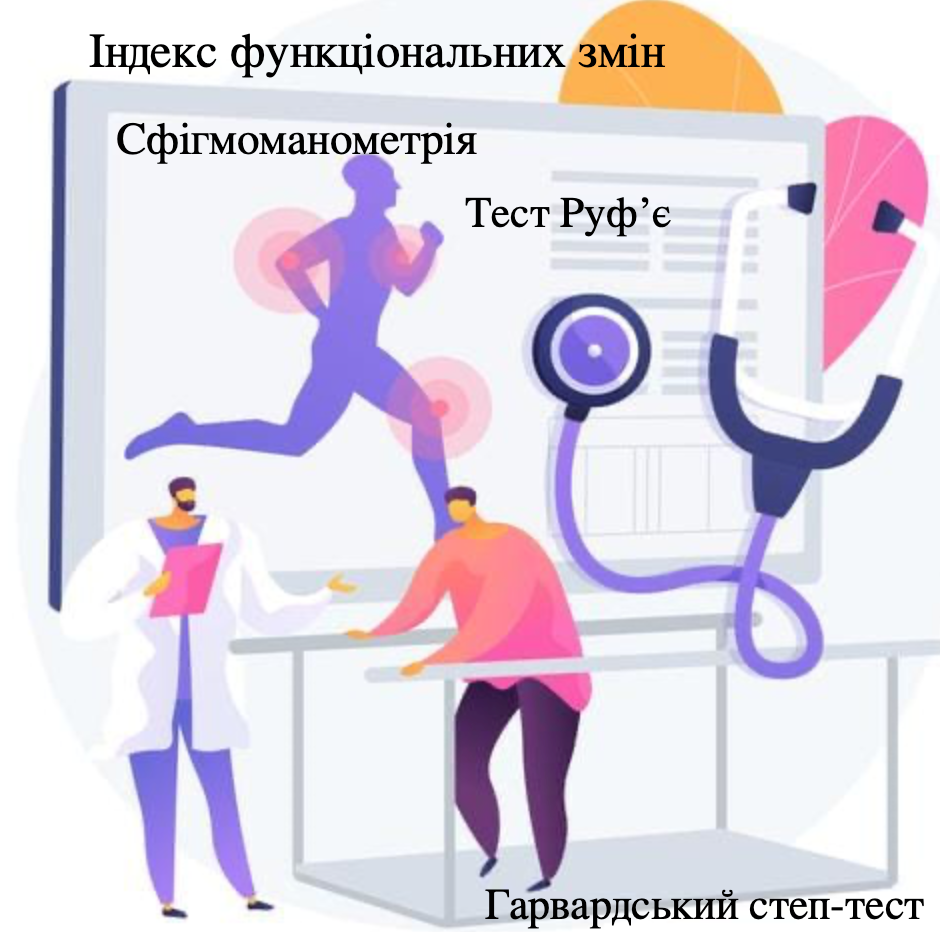 Індекс функціональних змін
Сфігмоманометрія
Тест Руф’є
Гарвардський степ-тест